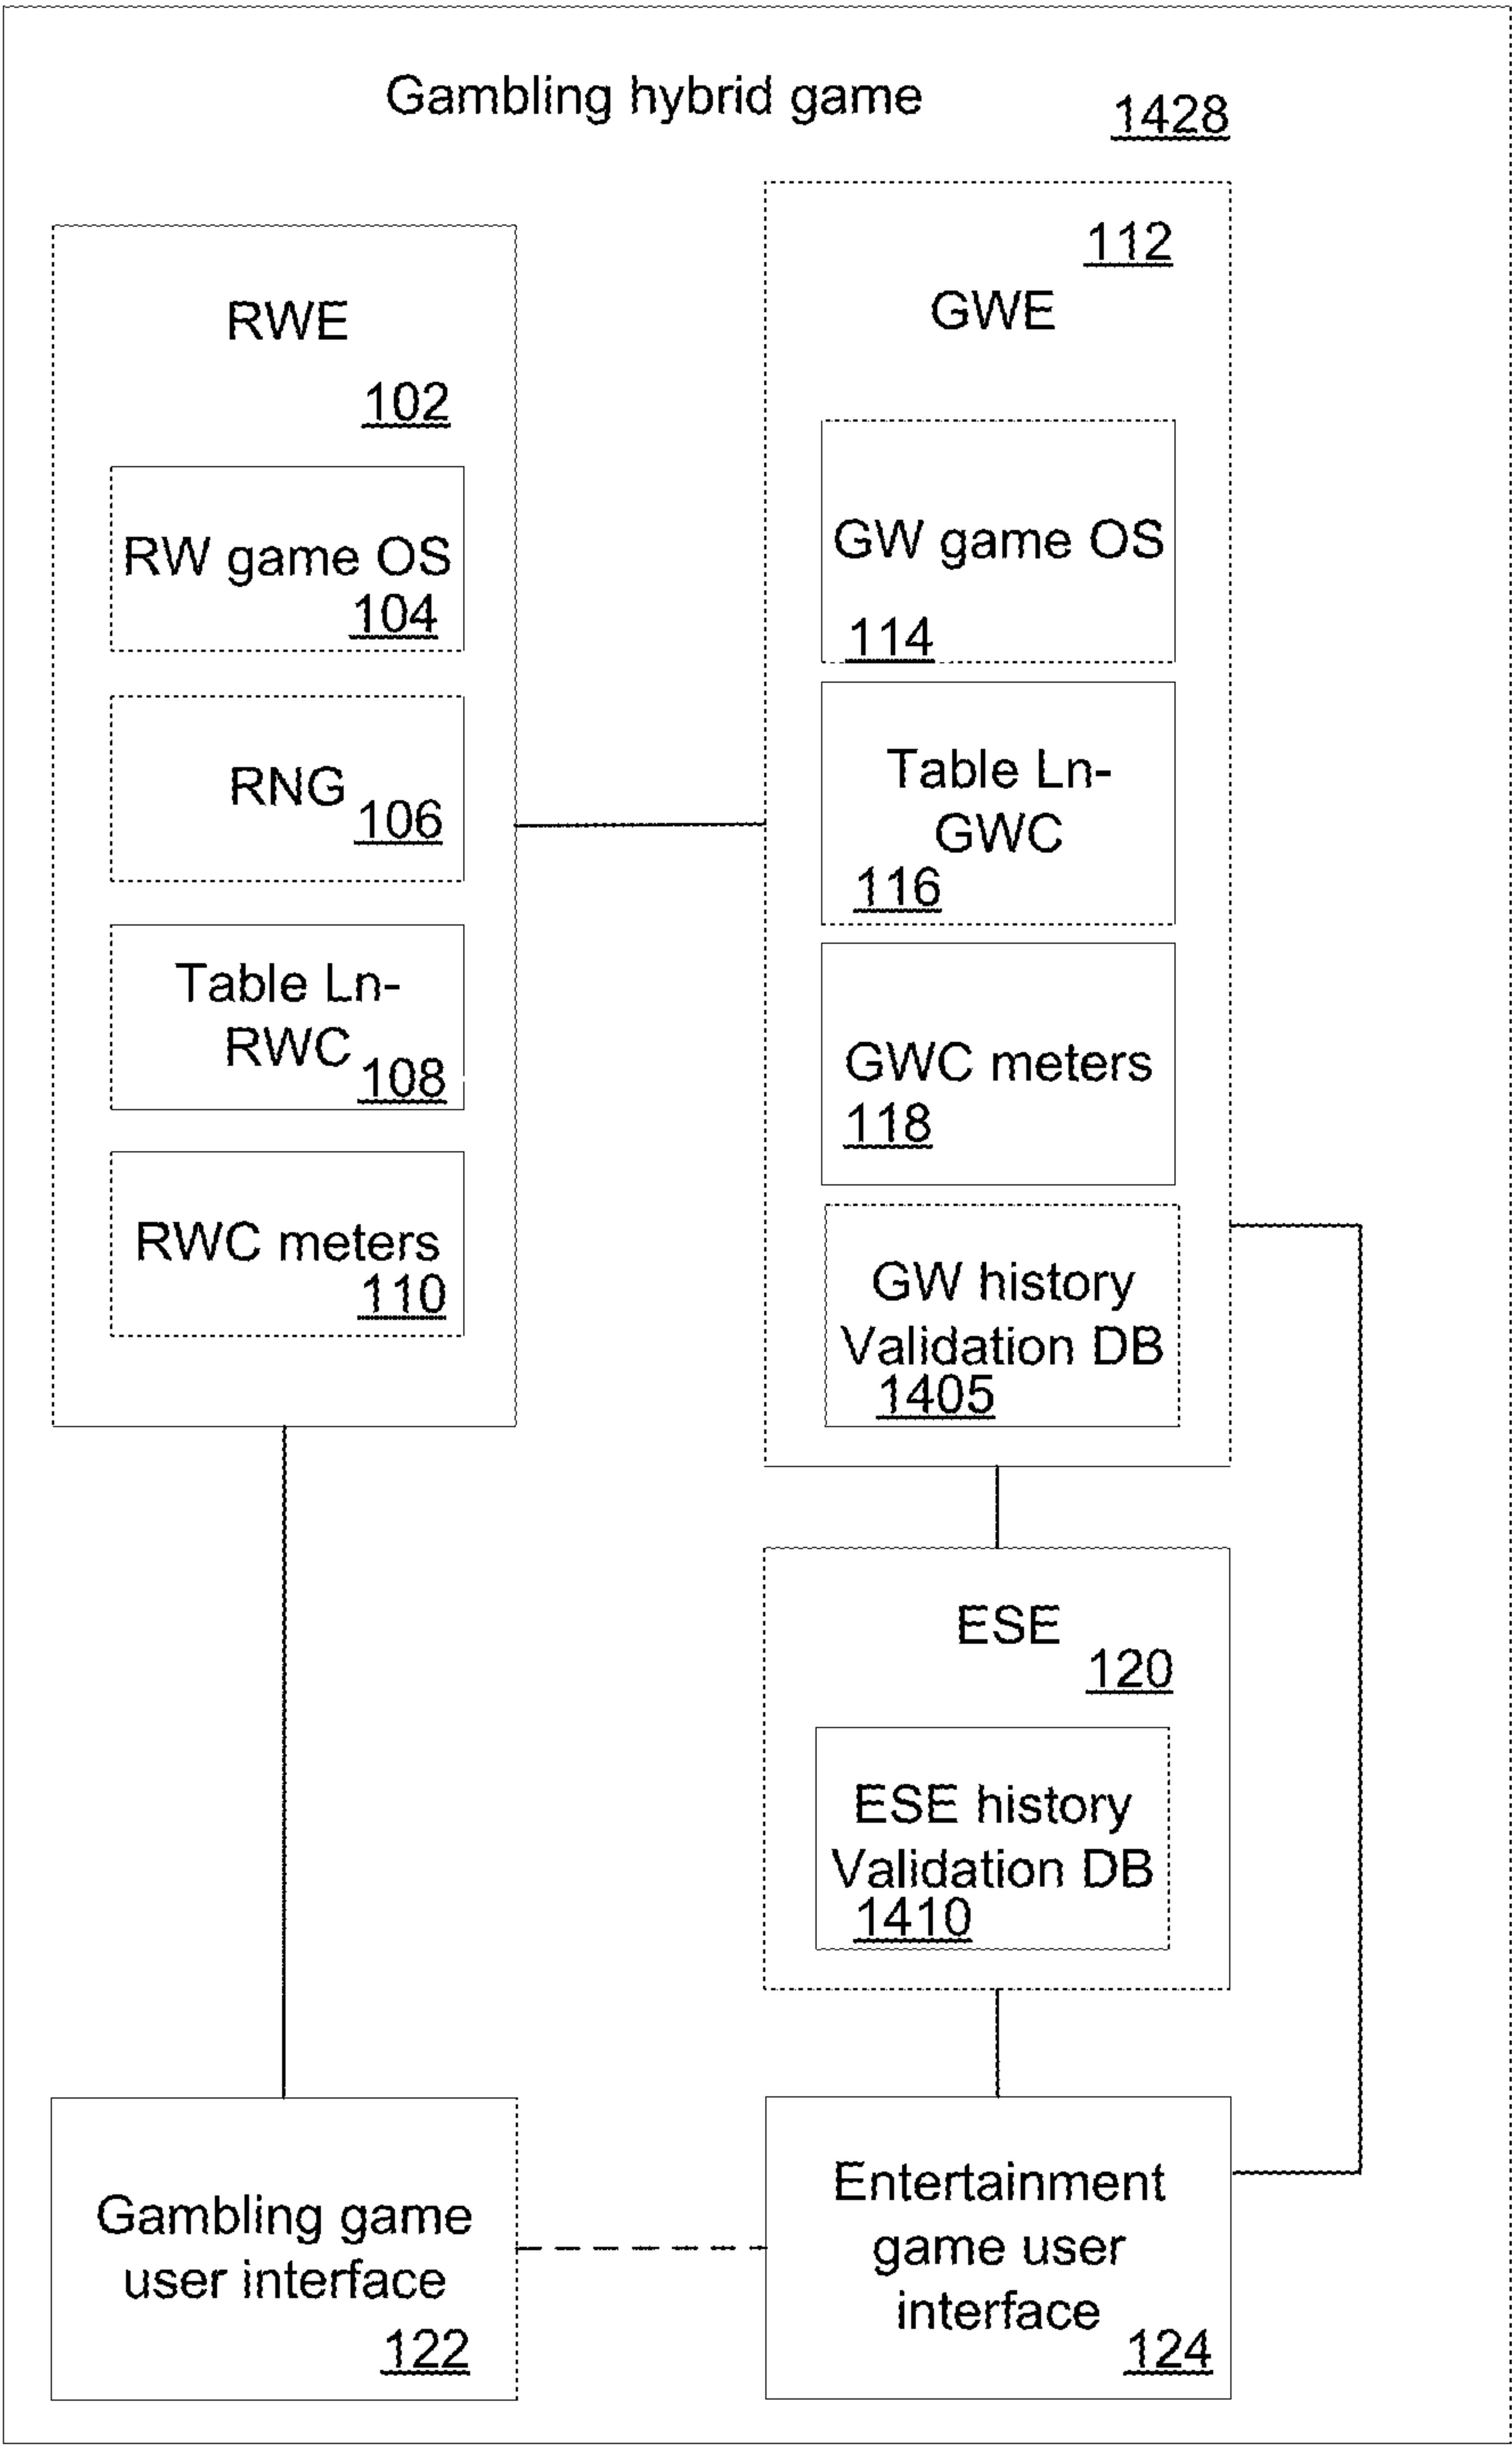 Gambling hybrid game
1428
RWE
102
RW game OS
104
RNG
106
Table Ln-
RWC
108
RWC meters
110
112
GWE
GW game OS
114
Table Ln-
GWC
116
GWC meters
118
GW history
Validation DB
1405
ESE
120
ESE history
Validation DB
1410
Gambling game
user interface
122
Entertainment
game user
interface
124